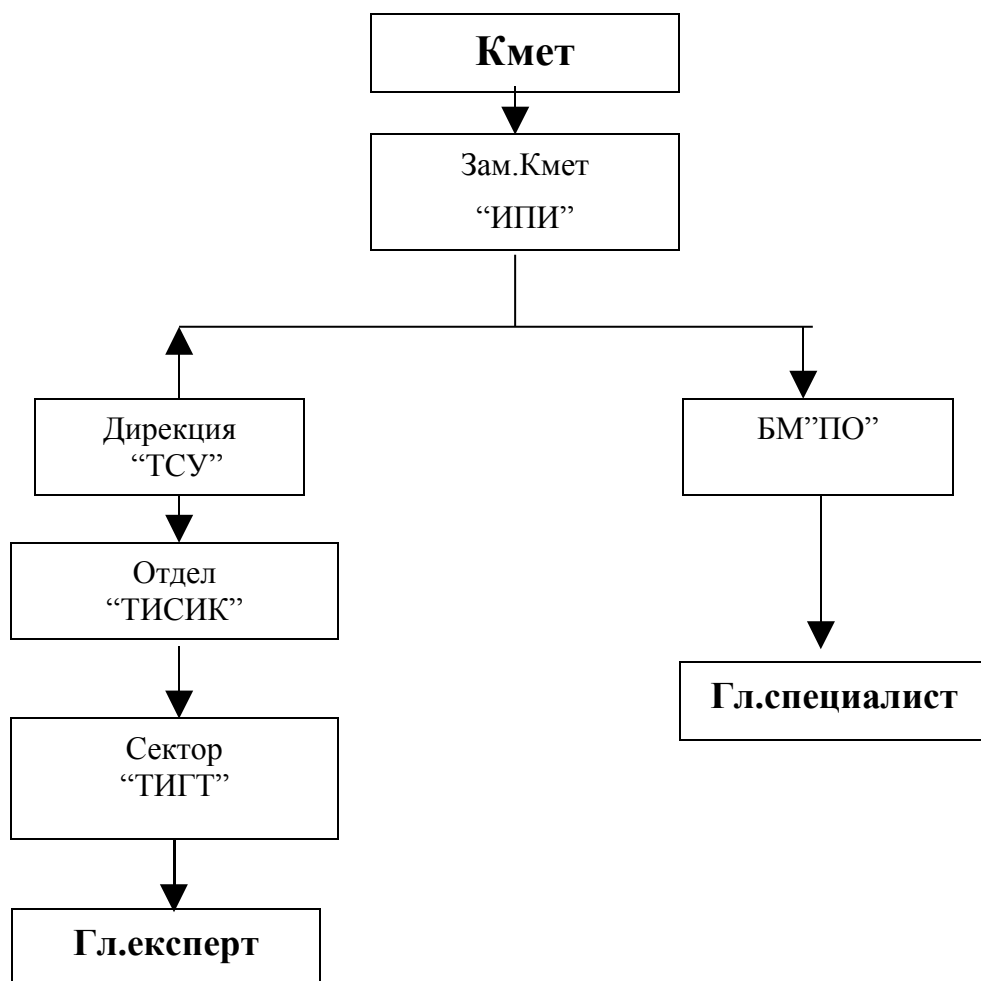 Кмет
Зам.Кмет
“ИПИ”
Дирекция
“ТСУ”
БМ”ПО”
Отдел
“ТИСИК”
Гл.специалист
Сектор
“ТИГТ”
Гл.експерт